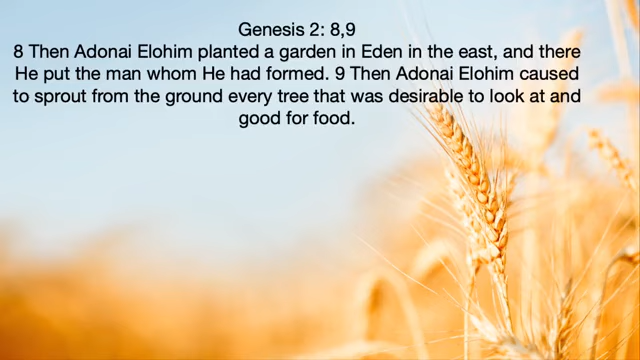 Genesis 2: 8,9
8 Then Adonai Elohim planted a garden in Eden in the east, and there
He put the man whom He had formed. 9 Then Adonai Elohim caused
to sprout from the ground every tree that was desirable to look at and
good for food.